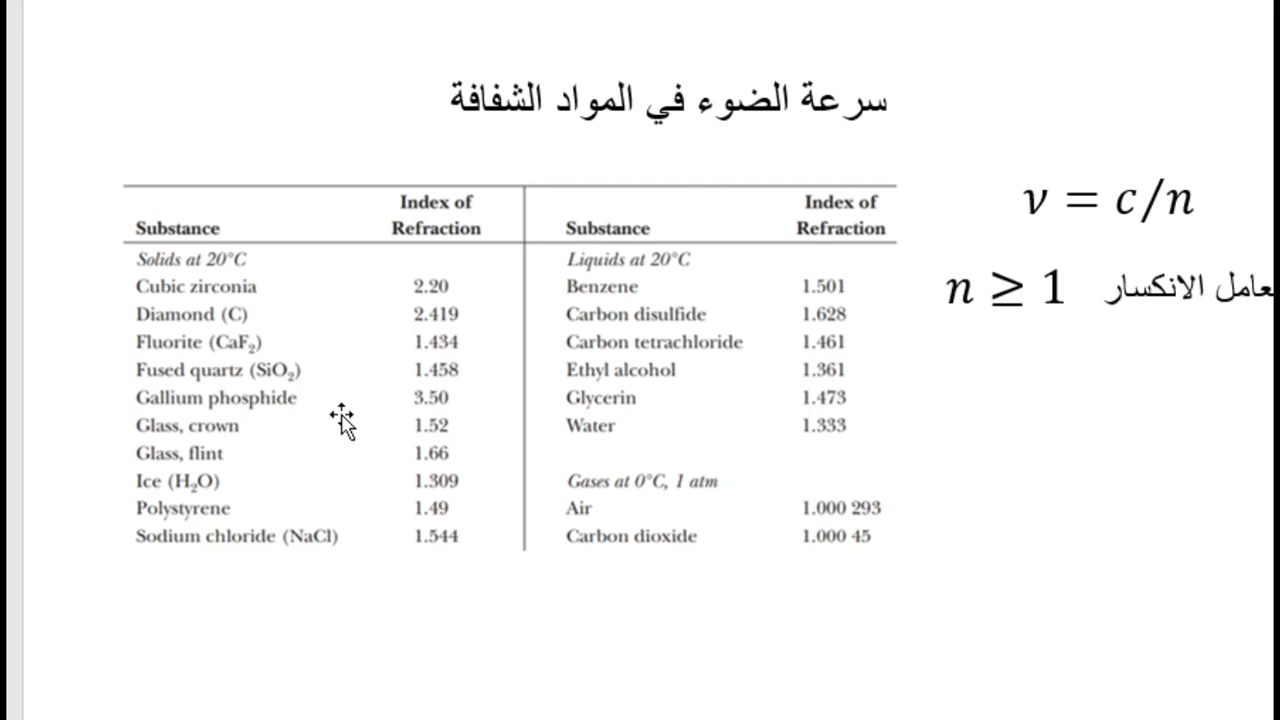 سرعة الضوء في المواد الشفافة
Substance Index of Refraction Substance Index of Refraction
Solids at 20°C Liquids at 20°C
Cubic zirconia 2.20 Benzene 1.501
Diamond (C) 2.419 Carbon disulfide 1.628
Fluorite (CaF₂) 1.434 Carbon tetrachloride 1.461
Fused quartz (SiO₂) 1.458 Ethyl alcohol 1.361
Gallium phosphide 3.50 Glycerin 1.473
Glass, crown 1.52 Water 1.333
Glass, flint 1.66
Ice (H₂O) 1.309 Gases at 0°C, 1 atm
Polystyrene 1.49 Air 1.000 293
Sodium chloride (NaCl) 1.544 Carbon dioxide 1.000 45
v = c/n
n ≥ 1 الانكسار